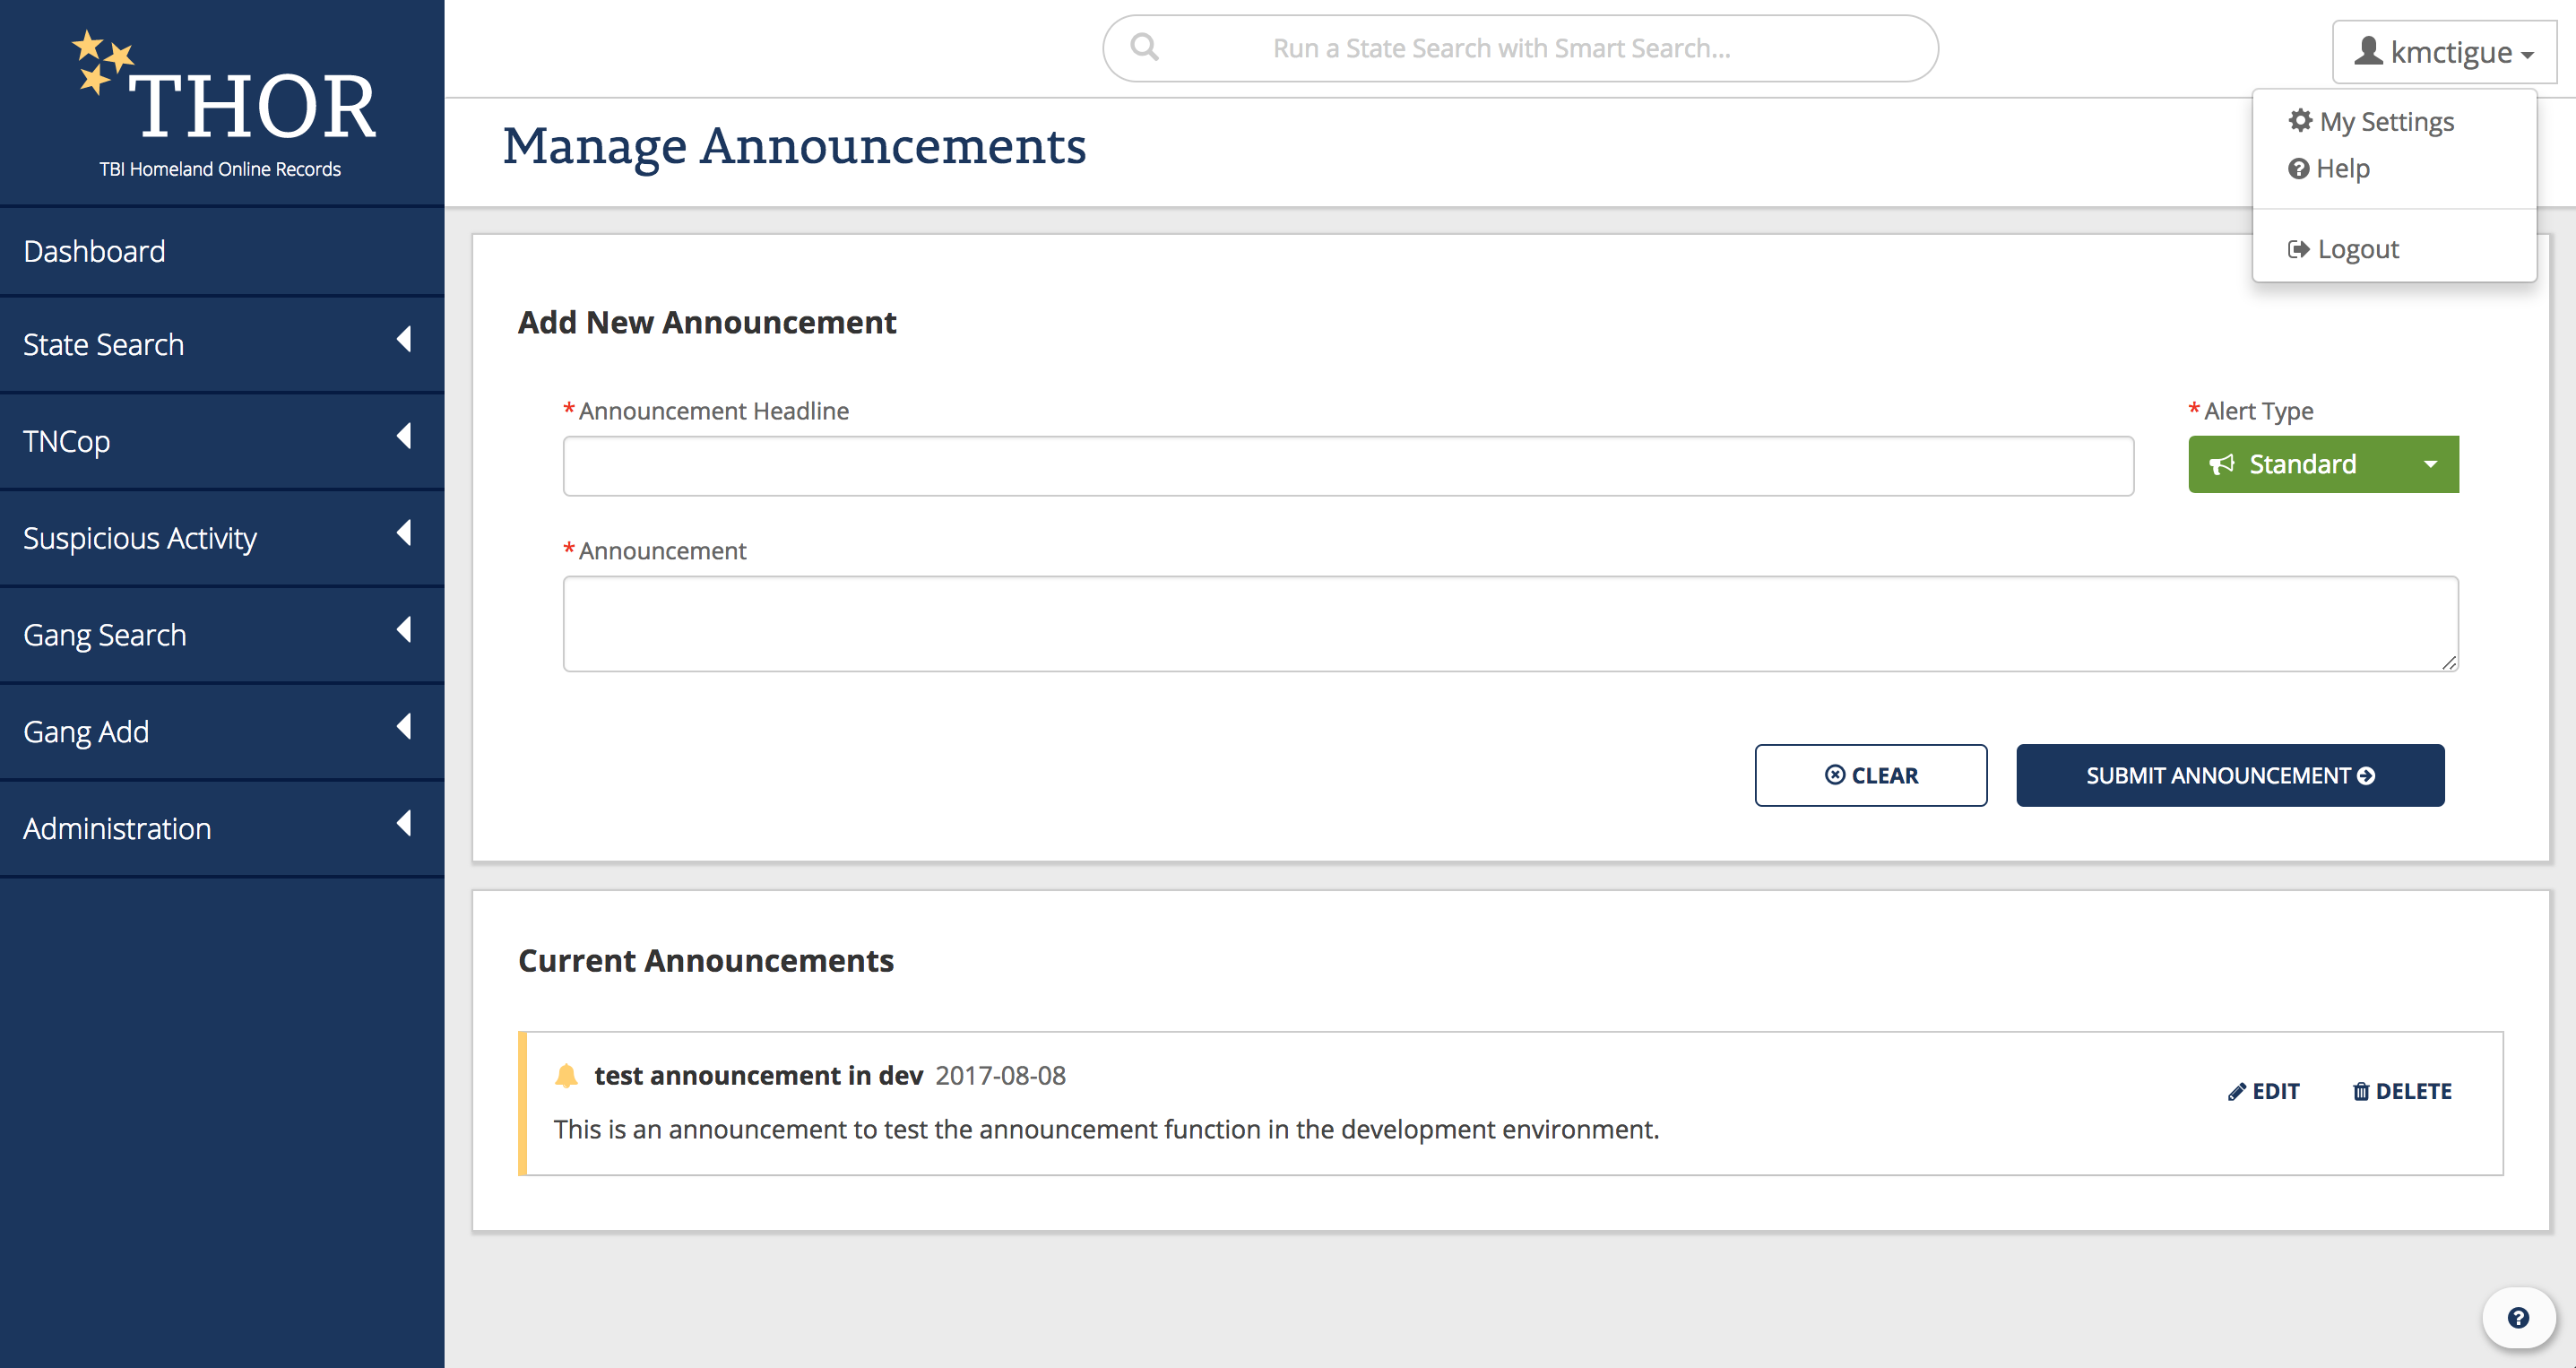 THOR
TBI Homeland Online Records
Dashboard
State Search
TNCop
Suspicious Activity
Gang Search
Gang Add
Administration
Run a State Search with Smart Search...
kmctigue
My Settings
Help
Logout
Manage Announcements
Add New Announcement
*Announcement Headline
*Alert Type
Standard
*Announcement
CLEAR
SUBMIT ANNOUNCEMENT
Current Announcements
test announcement in dev 2017-08-08
EDIT
DELETE
This is an announcement to test the announcement function in the development environment.